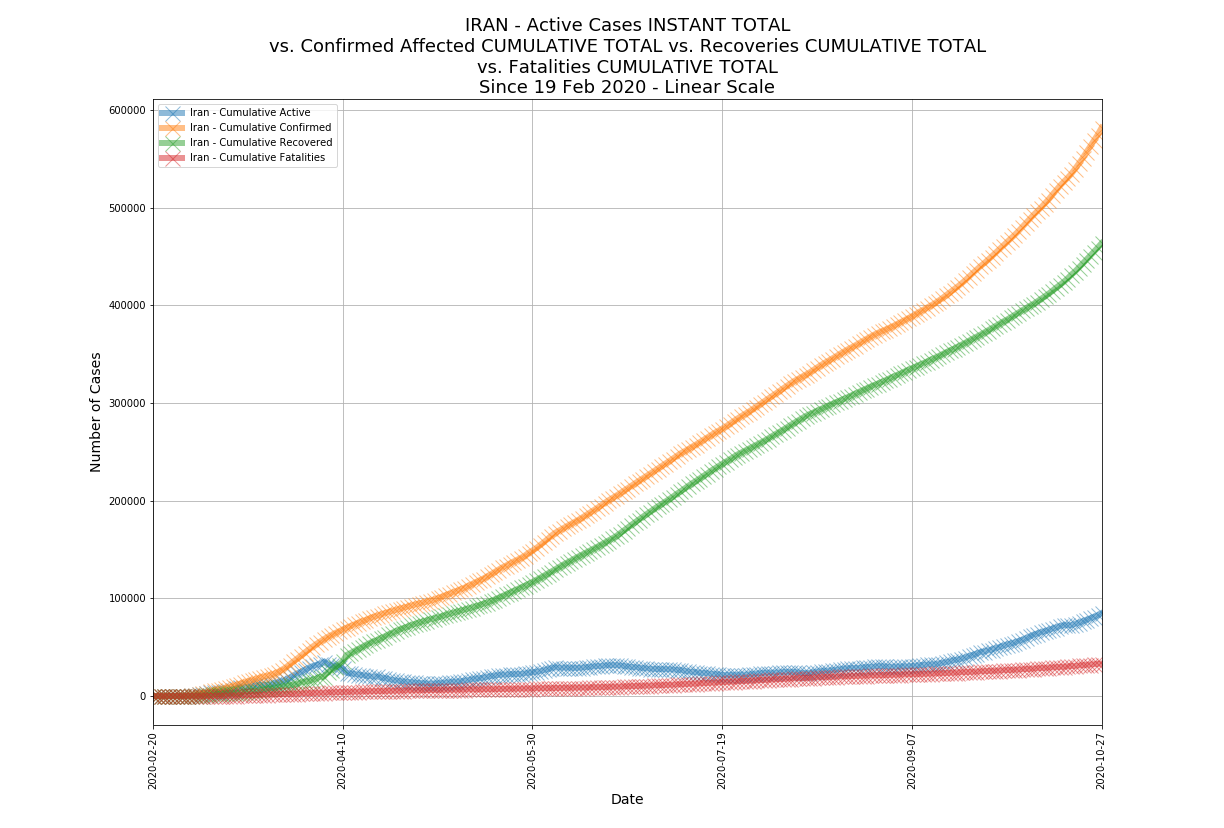 IRAN - Active Cases INSTANT TOTAL
vs. Confirmed Affected CUMULATIVE TOTAL vs. Recoveries CUMULATIVE TOTAL
vs. Fatalities CUMULATIVE TOTAL
Since 19 Feb 2020 - Linear Scale
Iran - Cumulative Active
Iran - Cumulative Confirmed
Iran - Cumulative Recovered
Iran - Cumulative Fatalities
Number of Cases
600000
500000
400000
300000
200000
100000
0
2020-02-20
2020-04-10
2020-05-30
2020-07-19
2020-09-07
2020-10-27
Date